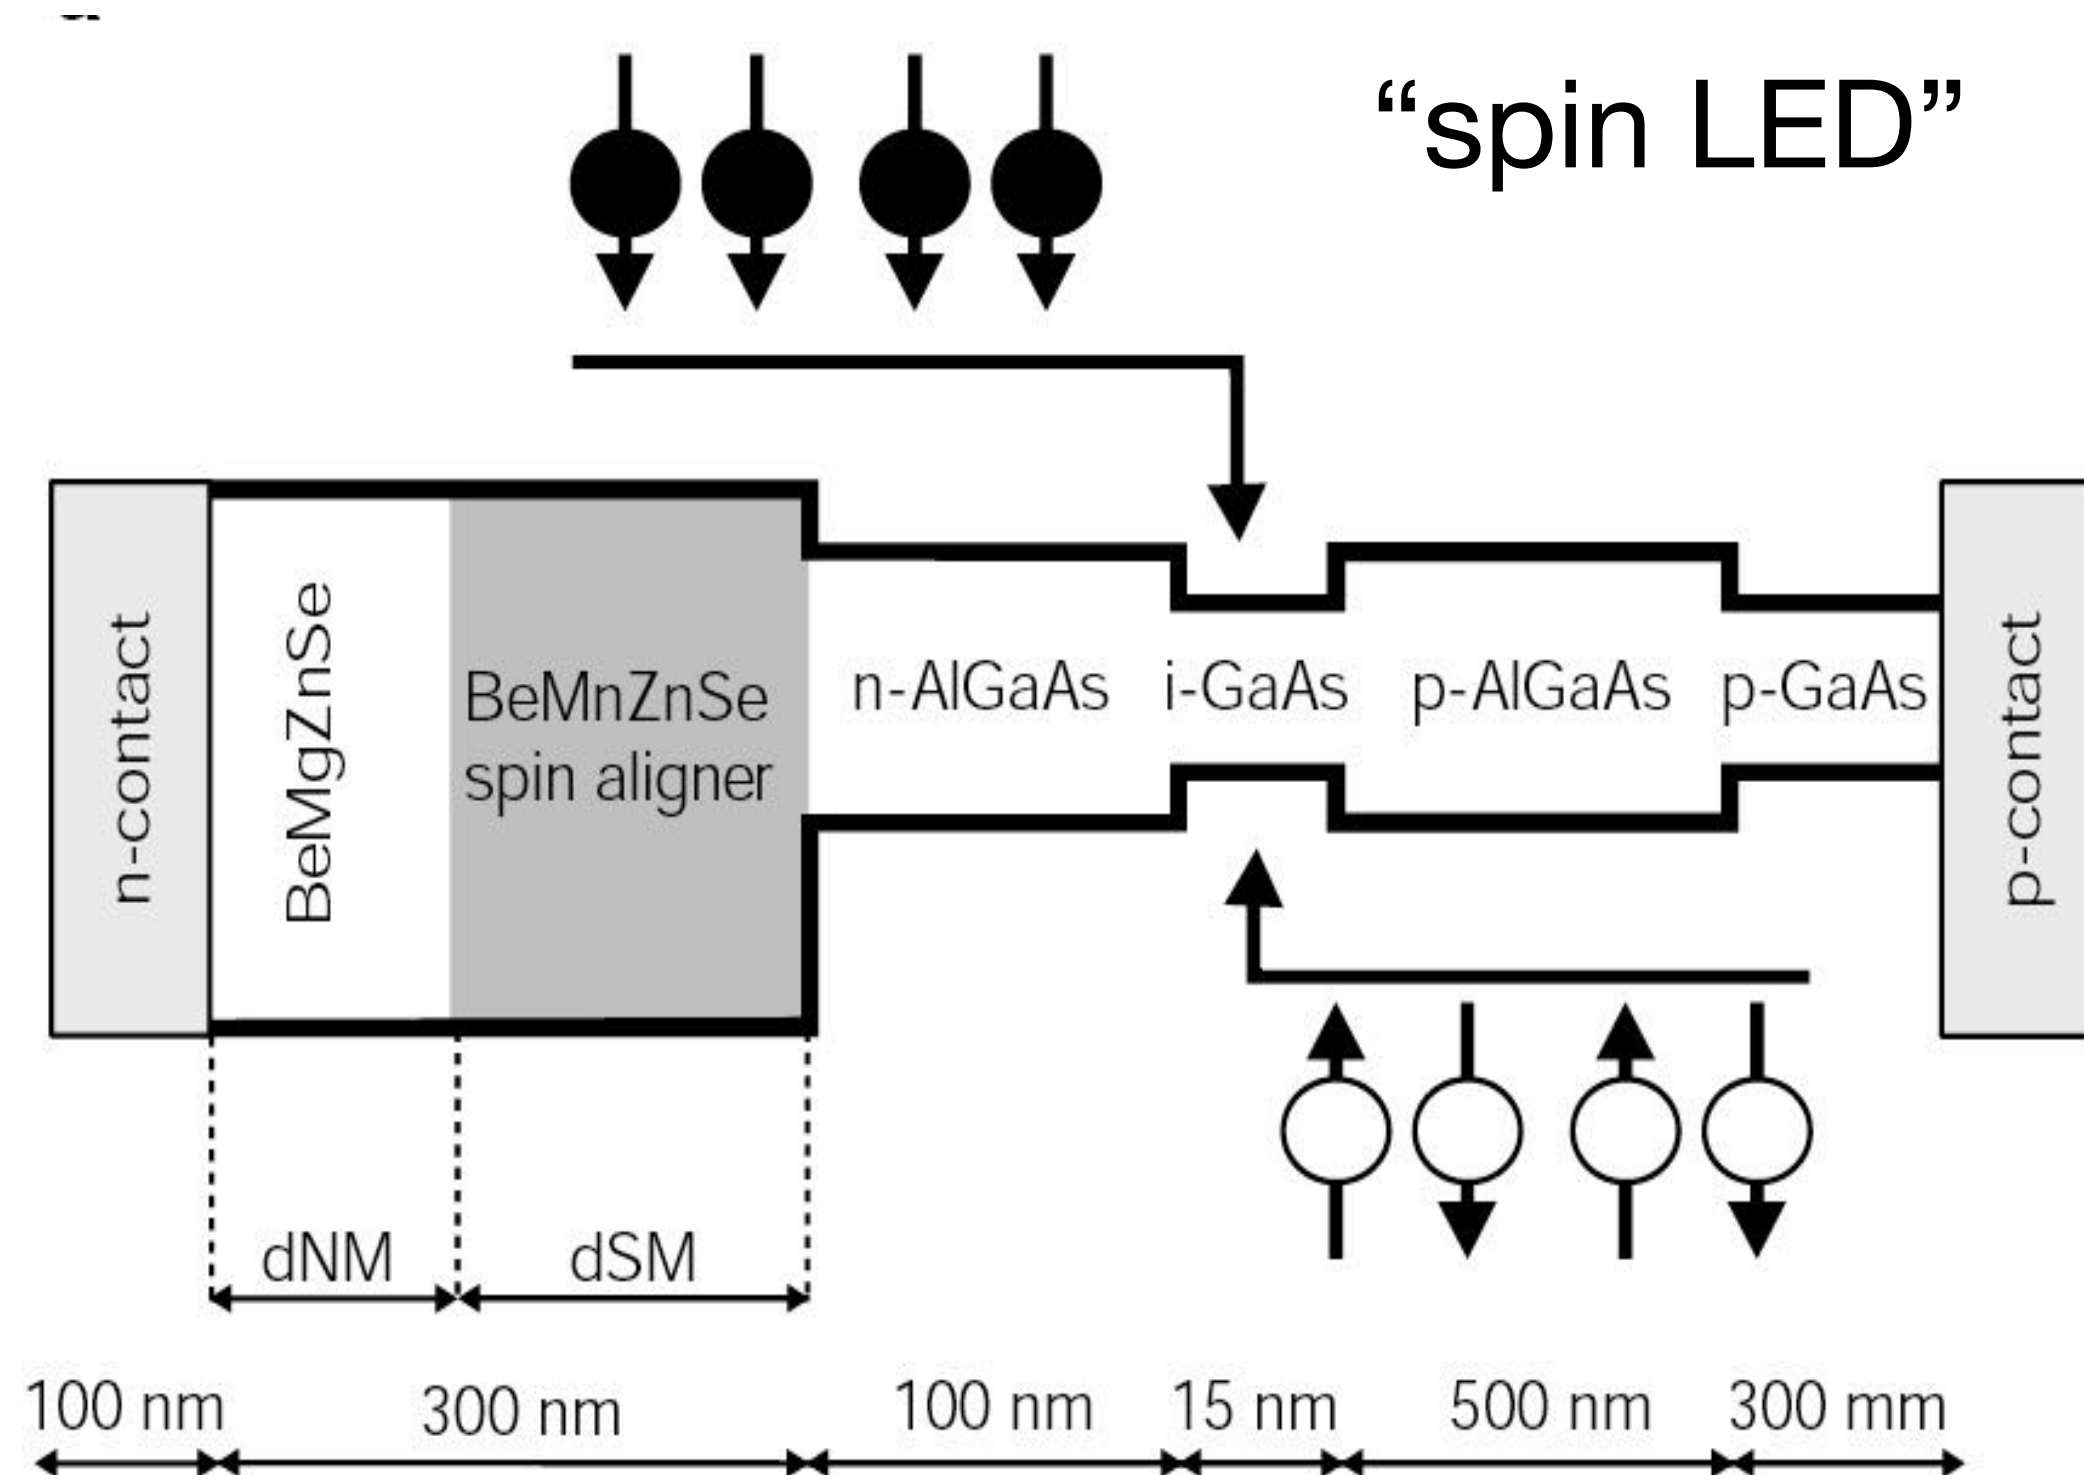 “spin LED”
n-contact
BeMgZnSe
BeMnZnSe
spin aligner
n-AlGaAs
i-GaAs
p-AlGaAs
p-GaAs
p-contact
dNM
dSM
100 nm
300 nm
100 nm
15 nm
500 nm
300 mm